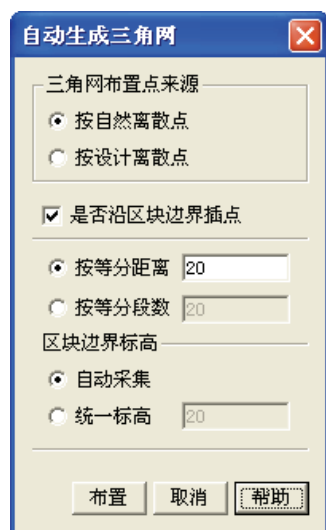 自动生成三角网
三角网布置点来源
按自然离散点
按设计离散点
是否沿区块边界插点
按等分距离 20
按等分段数 20
区块边界标高
自动采集
统一标高 20
布置 取消 帮助